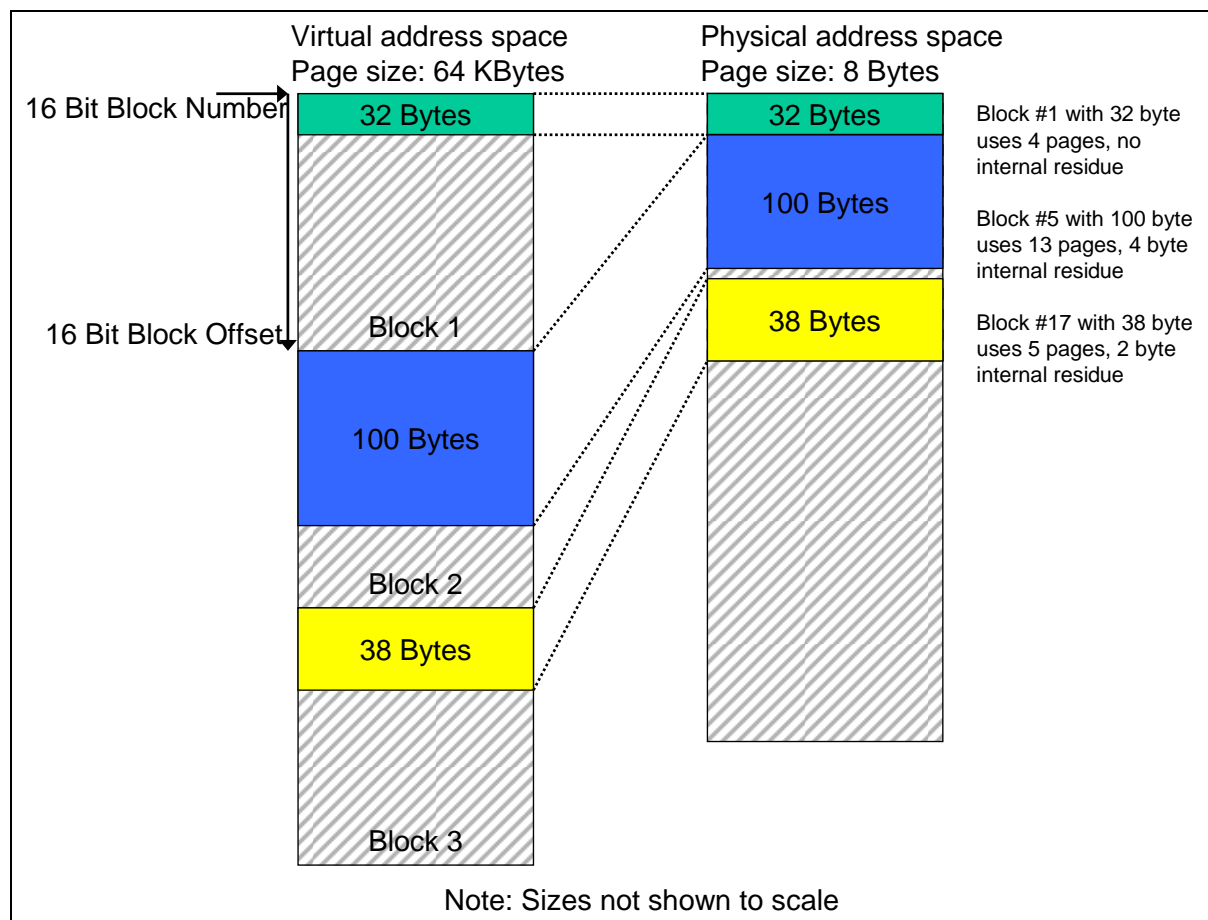 Virtual address space
Page size: 64 KBytes
Physical address space
Page size: 8 Bytes
16 Bit Block Number
32 Bytes
32 Bytes
Block #1 with 32 byte
uses 4 pages, no
internal residue
100 Bytes
Block #5 with 100 byte
uses 13 pages, 4 byte
internal residue
Block 1
16 Bit Block Offset
38 Bytes
Block #17 with 38 byte
uses 5 pages, 2 byte
internal residue
100 Bytes
Block 2
38 Bytes
Block 3
Note: Sizes not shown to scale